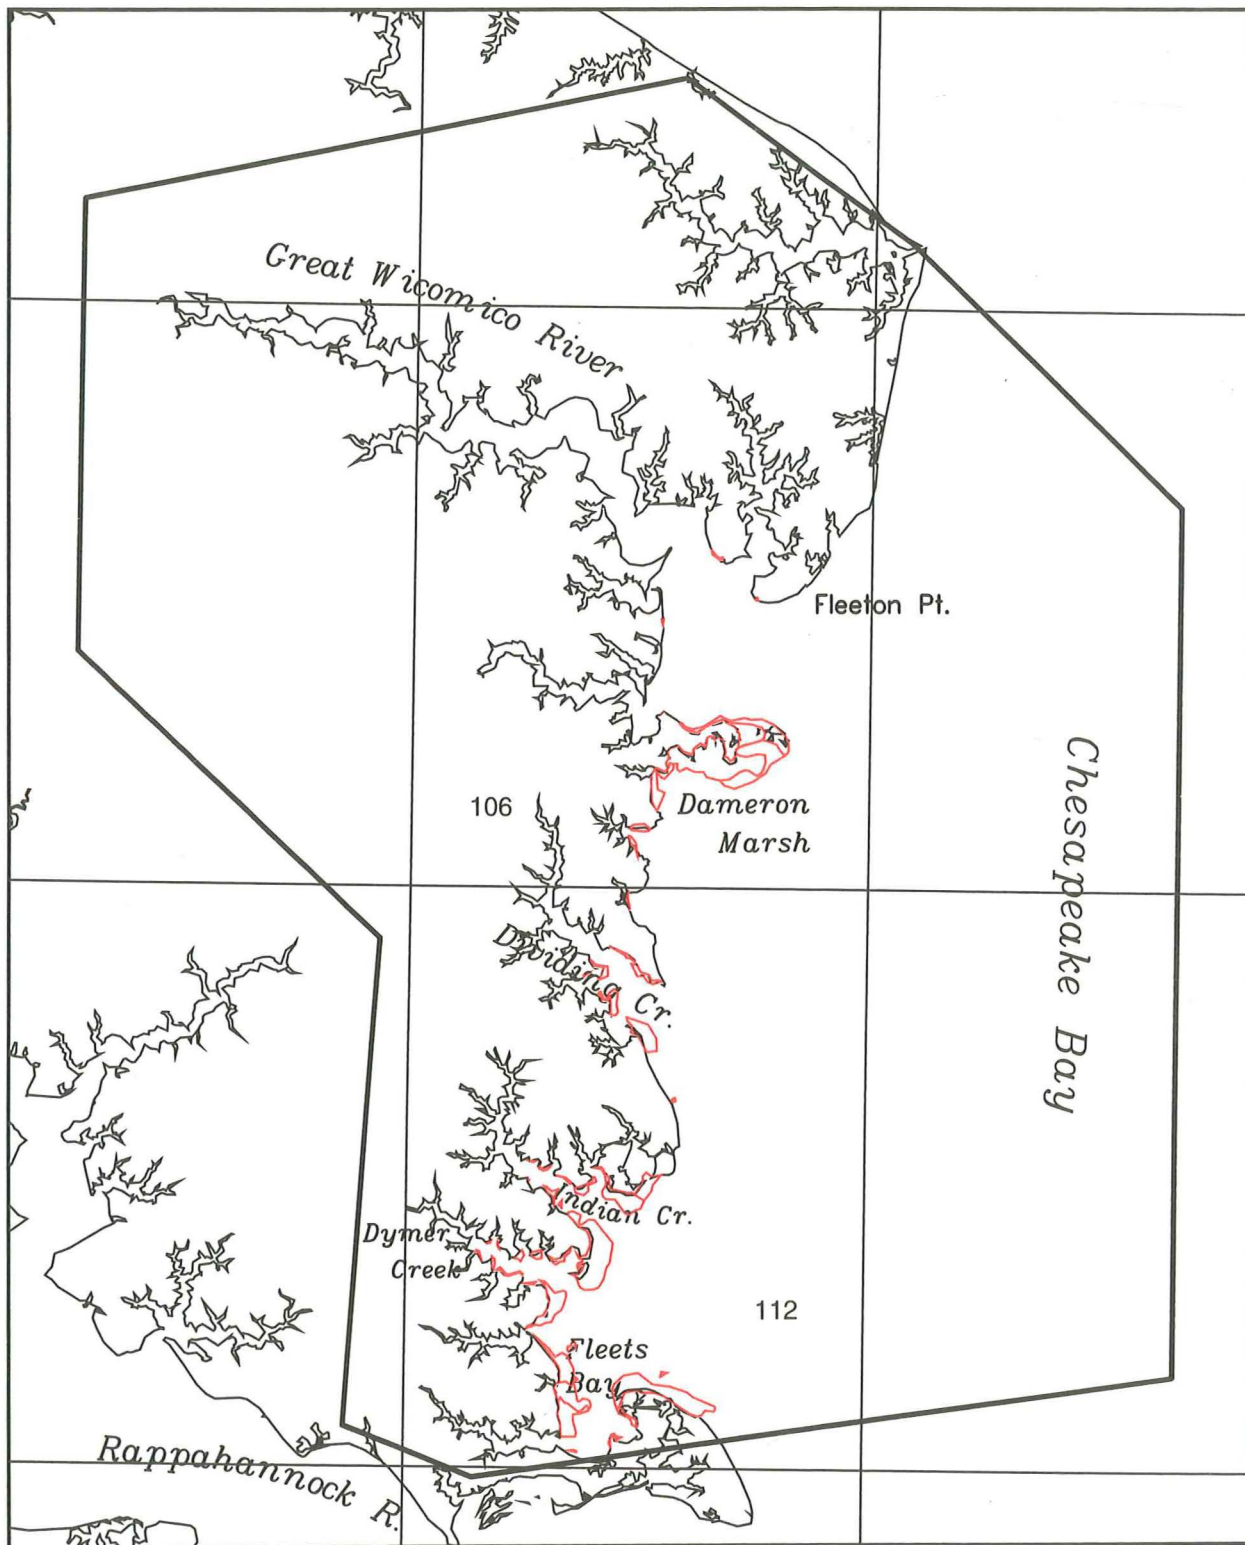 Great Wicomico River
Fleeton Pt.
106
Dameron
Marsh
Chesapeake Bay
Dividing Cr.
Indian Cr.
Dymer
Creek
112
Fleets
Bay
Rappahannock R.